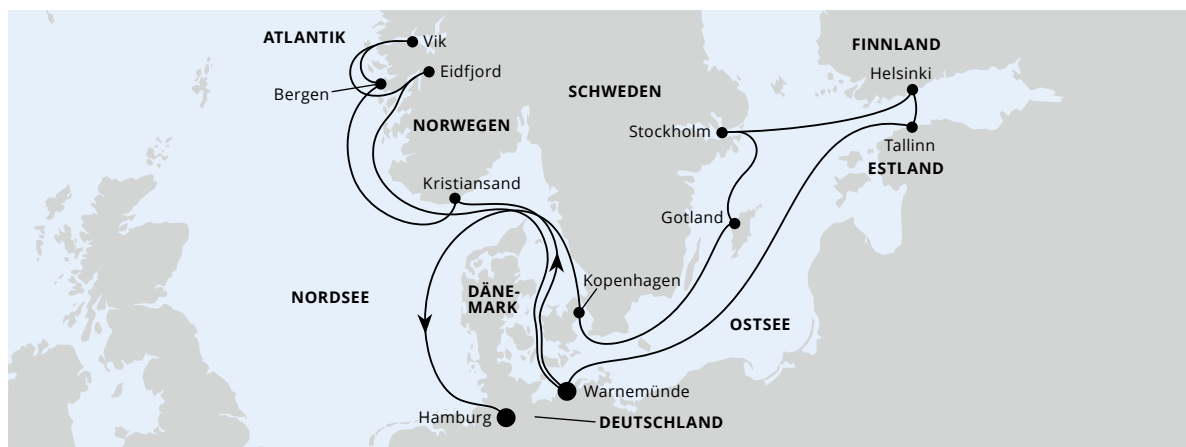 ATLANTIK
Vik
Eidfjord
Bergen
NORWEGEN
Kristiansand
SCHWEDEN
FINNLAND
Helsinki
Stockholm
Tallinn
ESTLAND
Gotland
Kopenhagen
NORDSEE
DÄNE-
MARK
OSTSEE
Warnemünde
Hamburg
DEUTSCHLAND